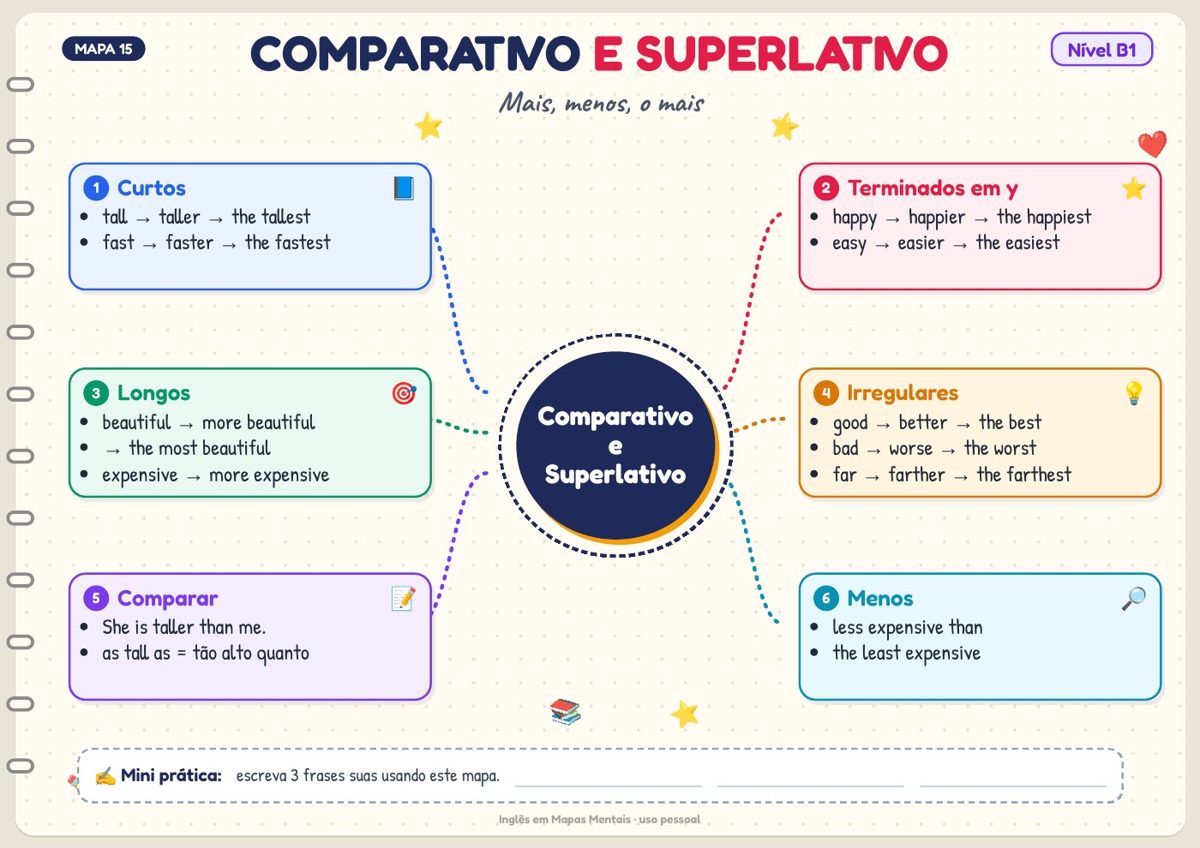 MAPA 15
COMPARATIVO E SUPERLATIVO
Nível B1
Mais, menos, o mais
1 Curtos
• tall → taller → the tallest
• fast → faster → the fastest
2 Terminados em y
• happy → happier → the happiest
• easy → easier → the easiest
3 Longos
• beautiful → more beautiful
• → the most beautiful
• expensive → more expensive
Comparativo
e
Superlativo
4 Irregulares
• good → better → the best
• bad → worse → the worst
• far → farther → the farthest
5 Comparar
• She is taller than me.
• as tall as = tão alto quanto
6 Menos
• less expensive than
• the least expensive
Mini prática: escreva 3 frases suas usando este mapa.
Inglês em Mapas Mentais · uso pessoal